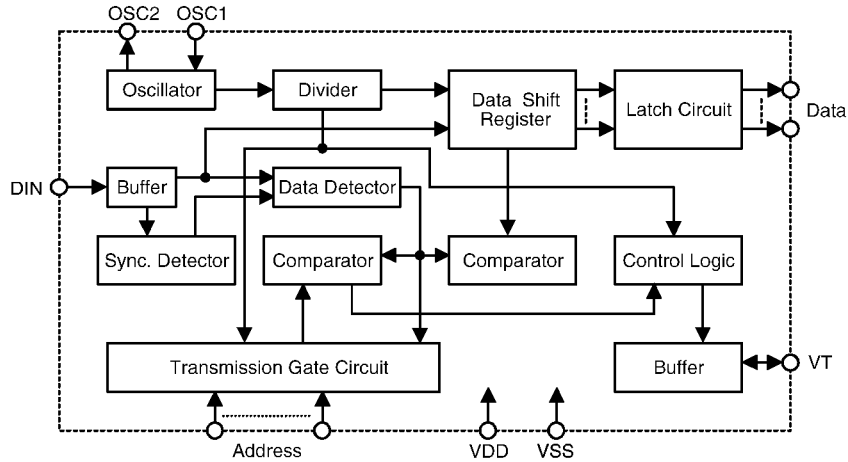 OSC2 OSC1
Oscillator
Divider
Data Shift
Register
Latch Circuit
Data
DIN
Buffer
Data Detector
Sync. Detector
Comparator
Comparator
Control Logic
Transmission Gate Circuit
Buffer
VT
Address
VDD
VSS